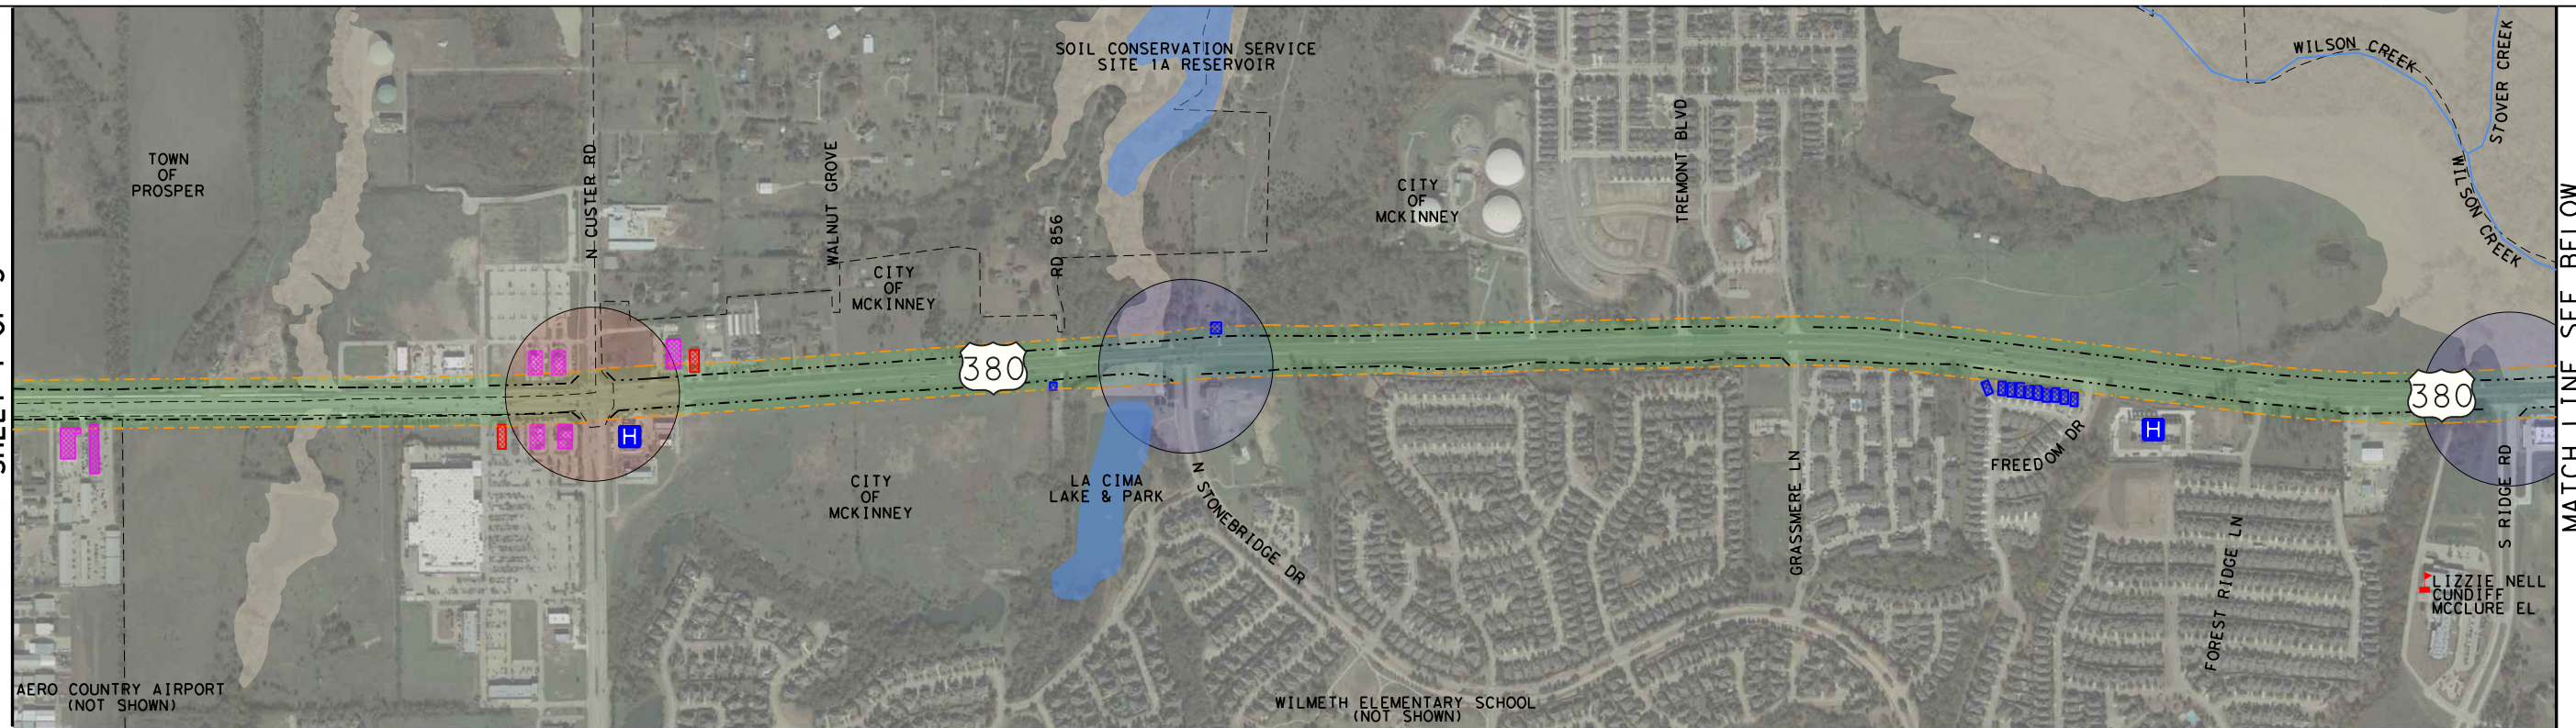 SOIL CONSERVATION SERVICE
SITE 1A RESERVOIR
WILSON CREEK
STOVER CREEK
TOWN
OF
PROSPER
N CUSTER RD
WALNUT GROVE
RD 856
CITY
OF
MCKINNEY
TREMONT BLVD
WILSON CREEK
CITY
OF
MCKINNEY
380
380
H
H
MATCH LINE SEE BELOW
CITY
OF
MCKINNEY
LA CIMA
LAKE & PARK
N STONEBRIDGE DR
GRASSMERE LN
FREEDOM DR
FOREST RIDGE LN
S RIDGE RD
LIZZIE NELL
CUNDIFF
MCCLURE EL
AERO COUNTRY AIRPORT
(NOT SHOWN)
WILMETH ELEMENTARY SCHOOL
(NOT SHOWN)